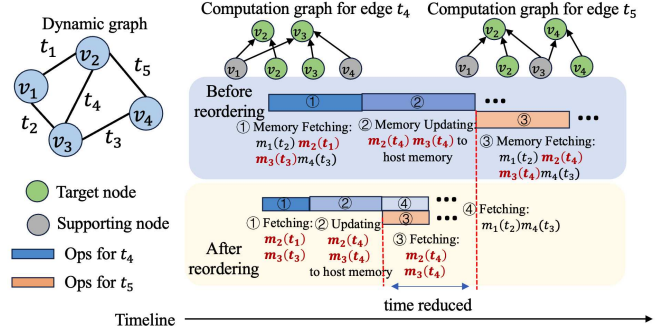 Dynamic graph
t1
v2
t5
v1
t4
t2
v4
t3
v3
Target node
Supporting node
Ops for t4
Ops for t5
Computation graph for edge t4
v2
v3
v1
v2
v3
v4
Computation graph for edge t5
v2
v4
v1
v2
v3
v4
Before
reordering
①
②
•••
③
•••
① Memory Fetching:
m1(t2) m2(t1)
m3(t3)m4(t3)
② Memory Updating:
m2(t4) m3(t4) to
host memory
③ Memory Fetching:
m1(t2) m2(t4)
m3(t4)m4(t3)
After
reordering
①
②
④
•••
③
•••
① Fetching:
m2(t1)
m3(t3)
② Updating
m2(t4)
m3(t4)
to host memory
③ Fetching:
m2(t4)
m3(t4)
④ Fetching:
m1(t2)m4(t3)
time reduced
Timeline